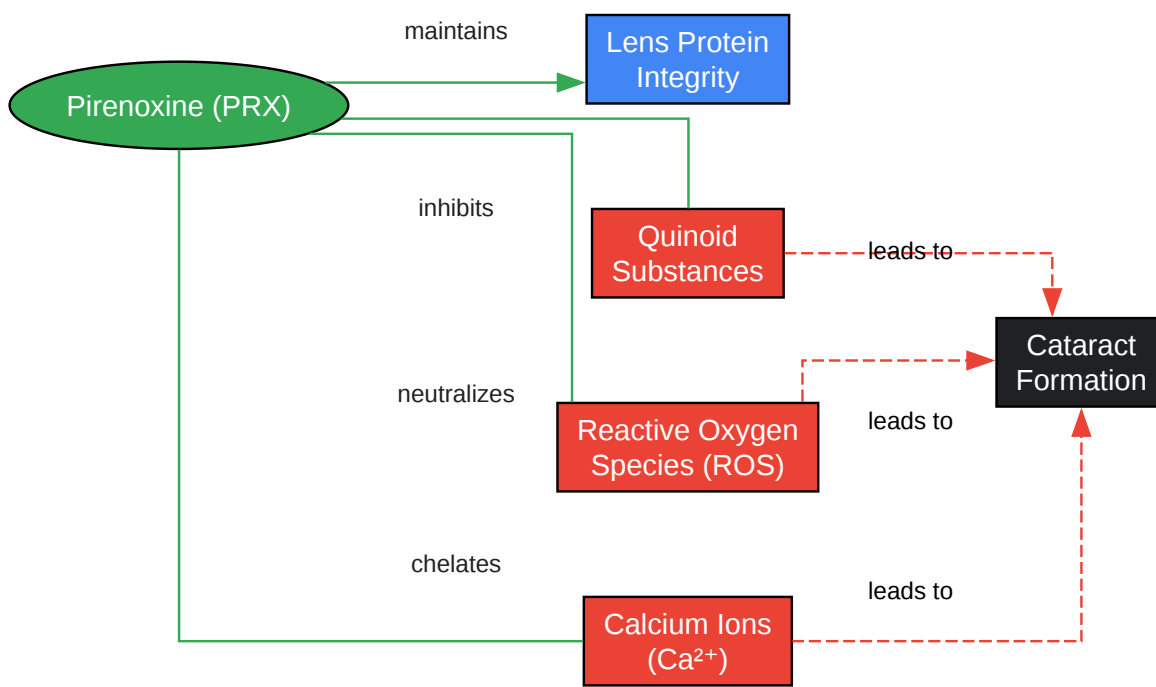 maintains
Lens Protein
Integrity
Pirenoxine (PRX)
inhibits
Quinoid
Substances
leads to
Cataract
Formation
neutralizes
Reactive Oxygen
Species (ROS)
leads to
chelates
Calcium Ions
(Ca²⁺)
leads to